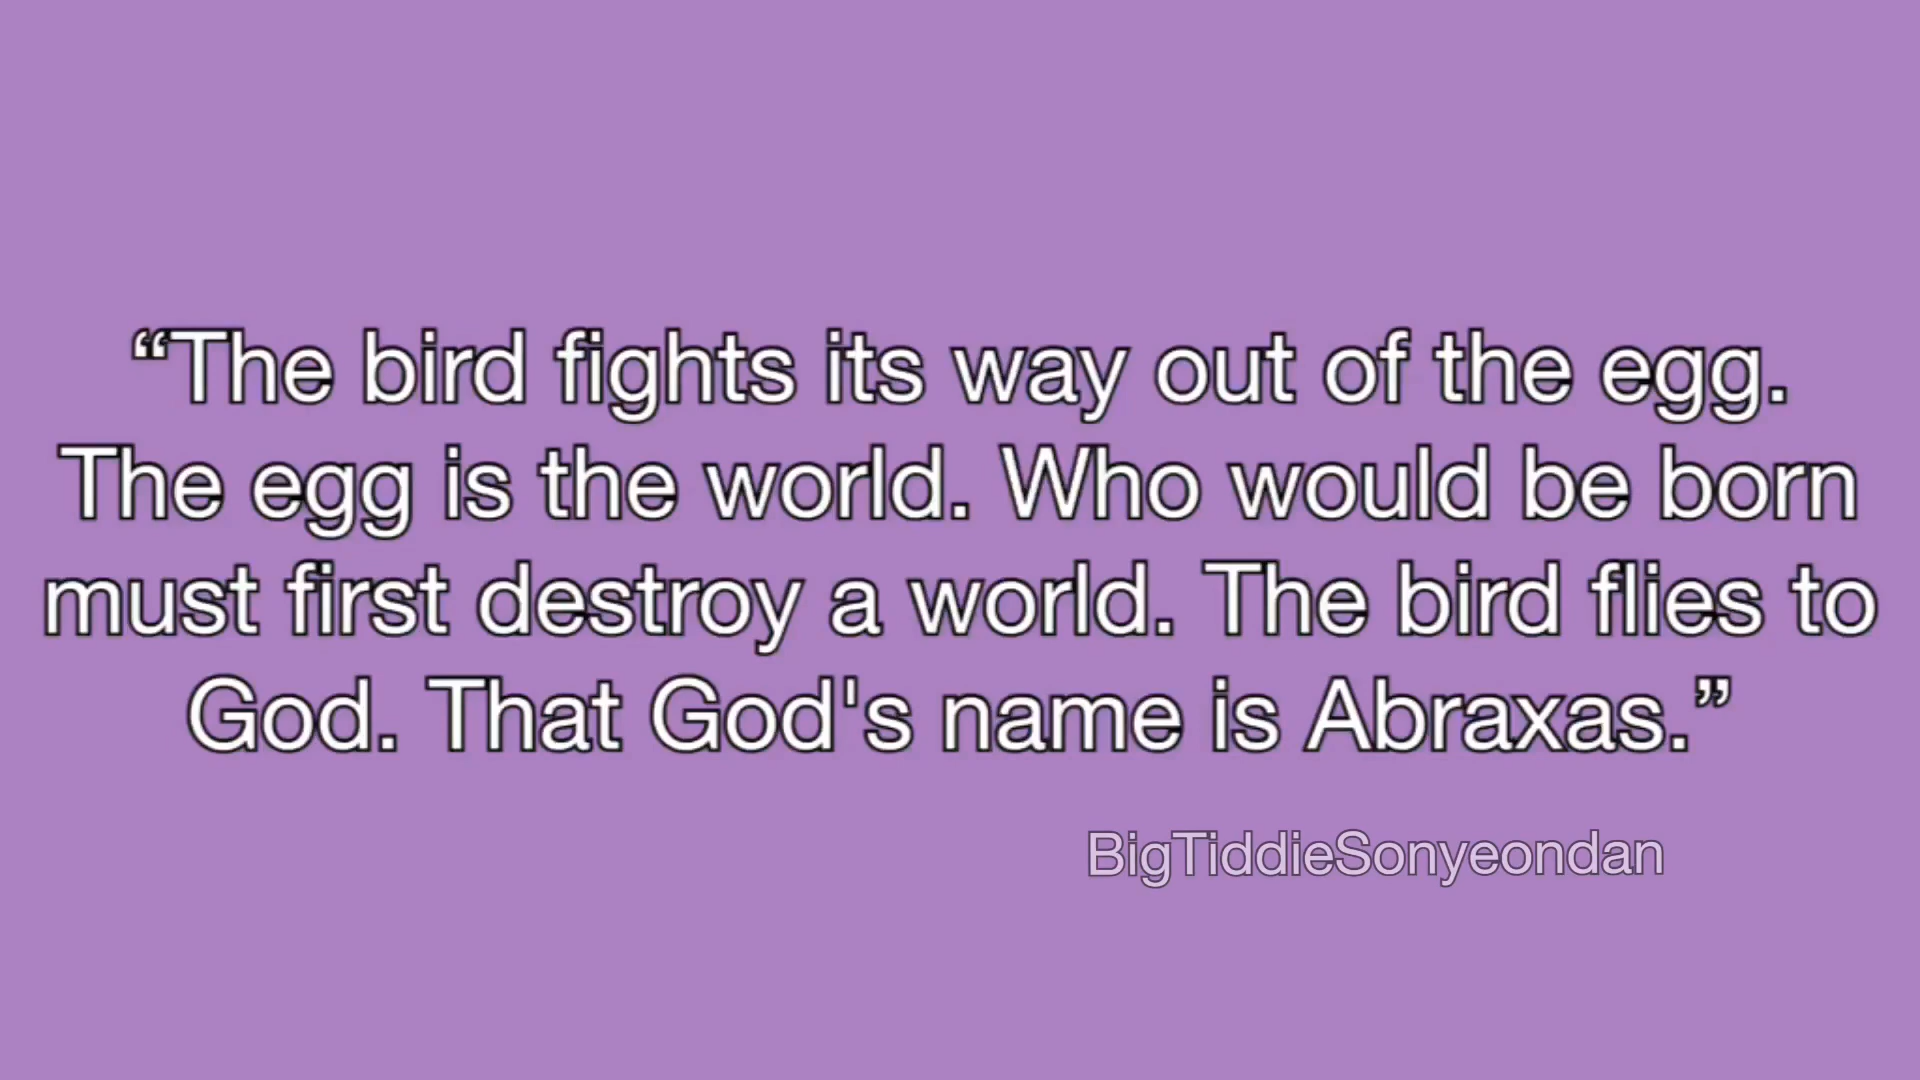 “The bird fights its way out of the egg.
The egg is the world. Who would be born
must first destroy a world. The bird flies to
God. That God's name is Abraxas.”
BigTiddieSonyeondan